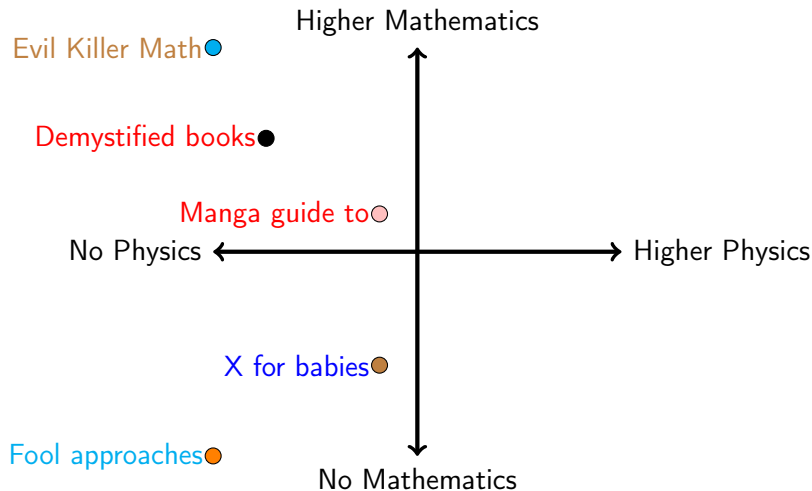 Higher Mathematics
Evil Killer Math
Demystified books
Manga guide to
No Physics
Higher Physics
X for babies
Fool approaches
No Mathematics